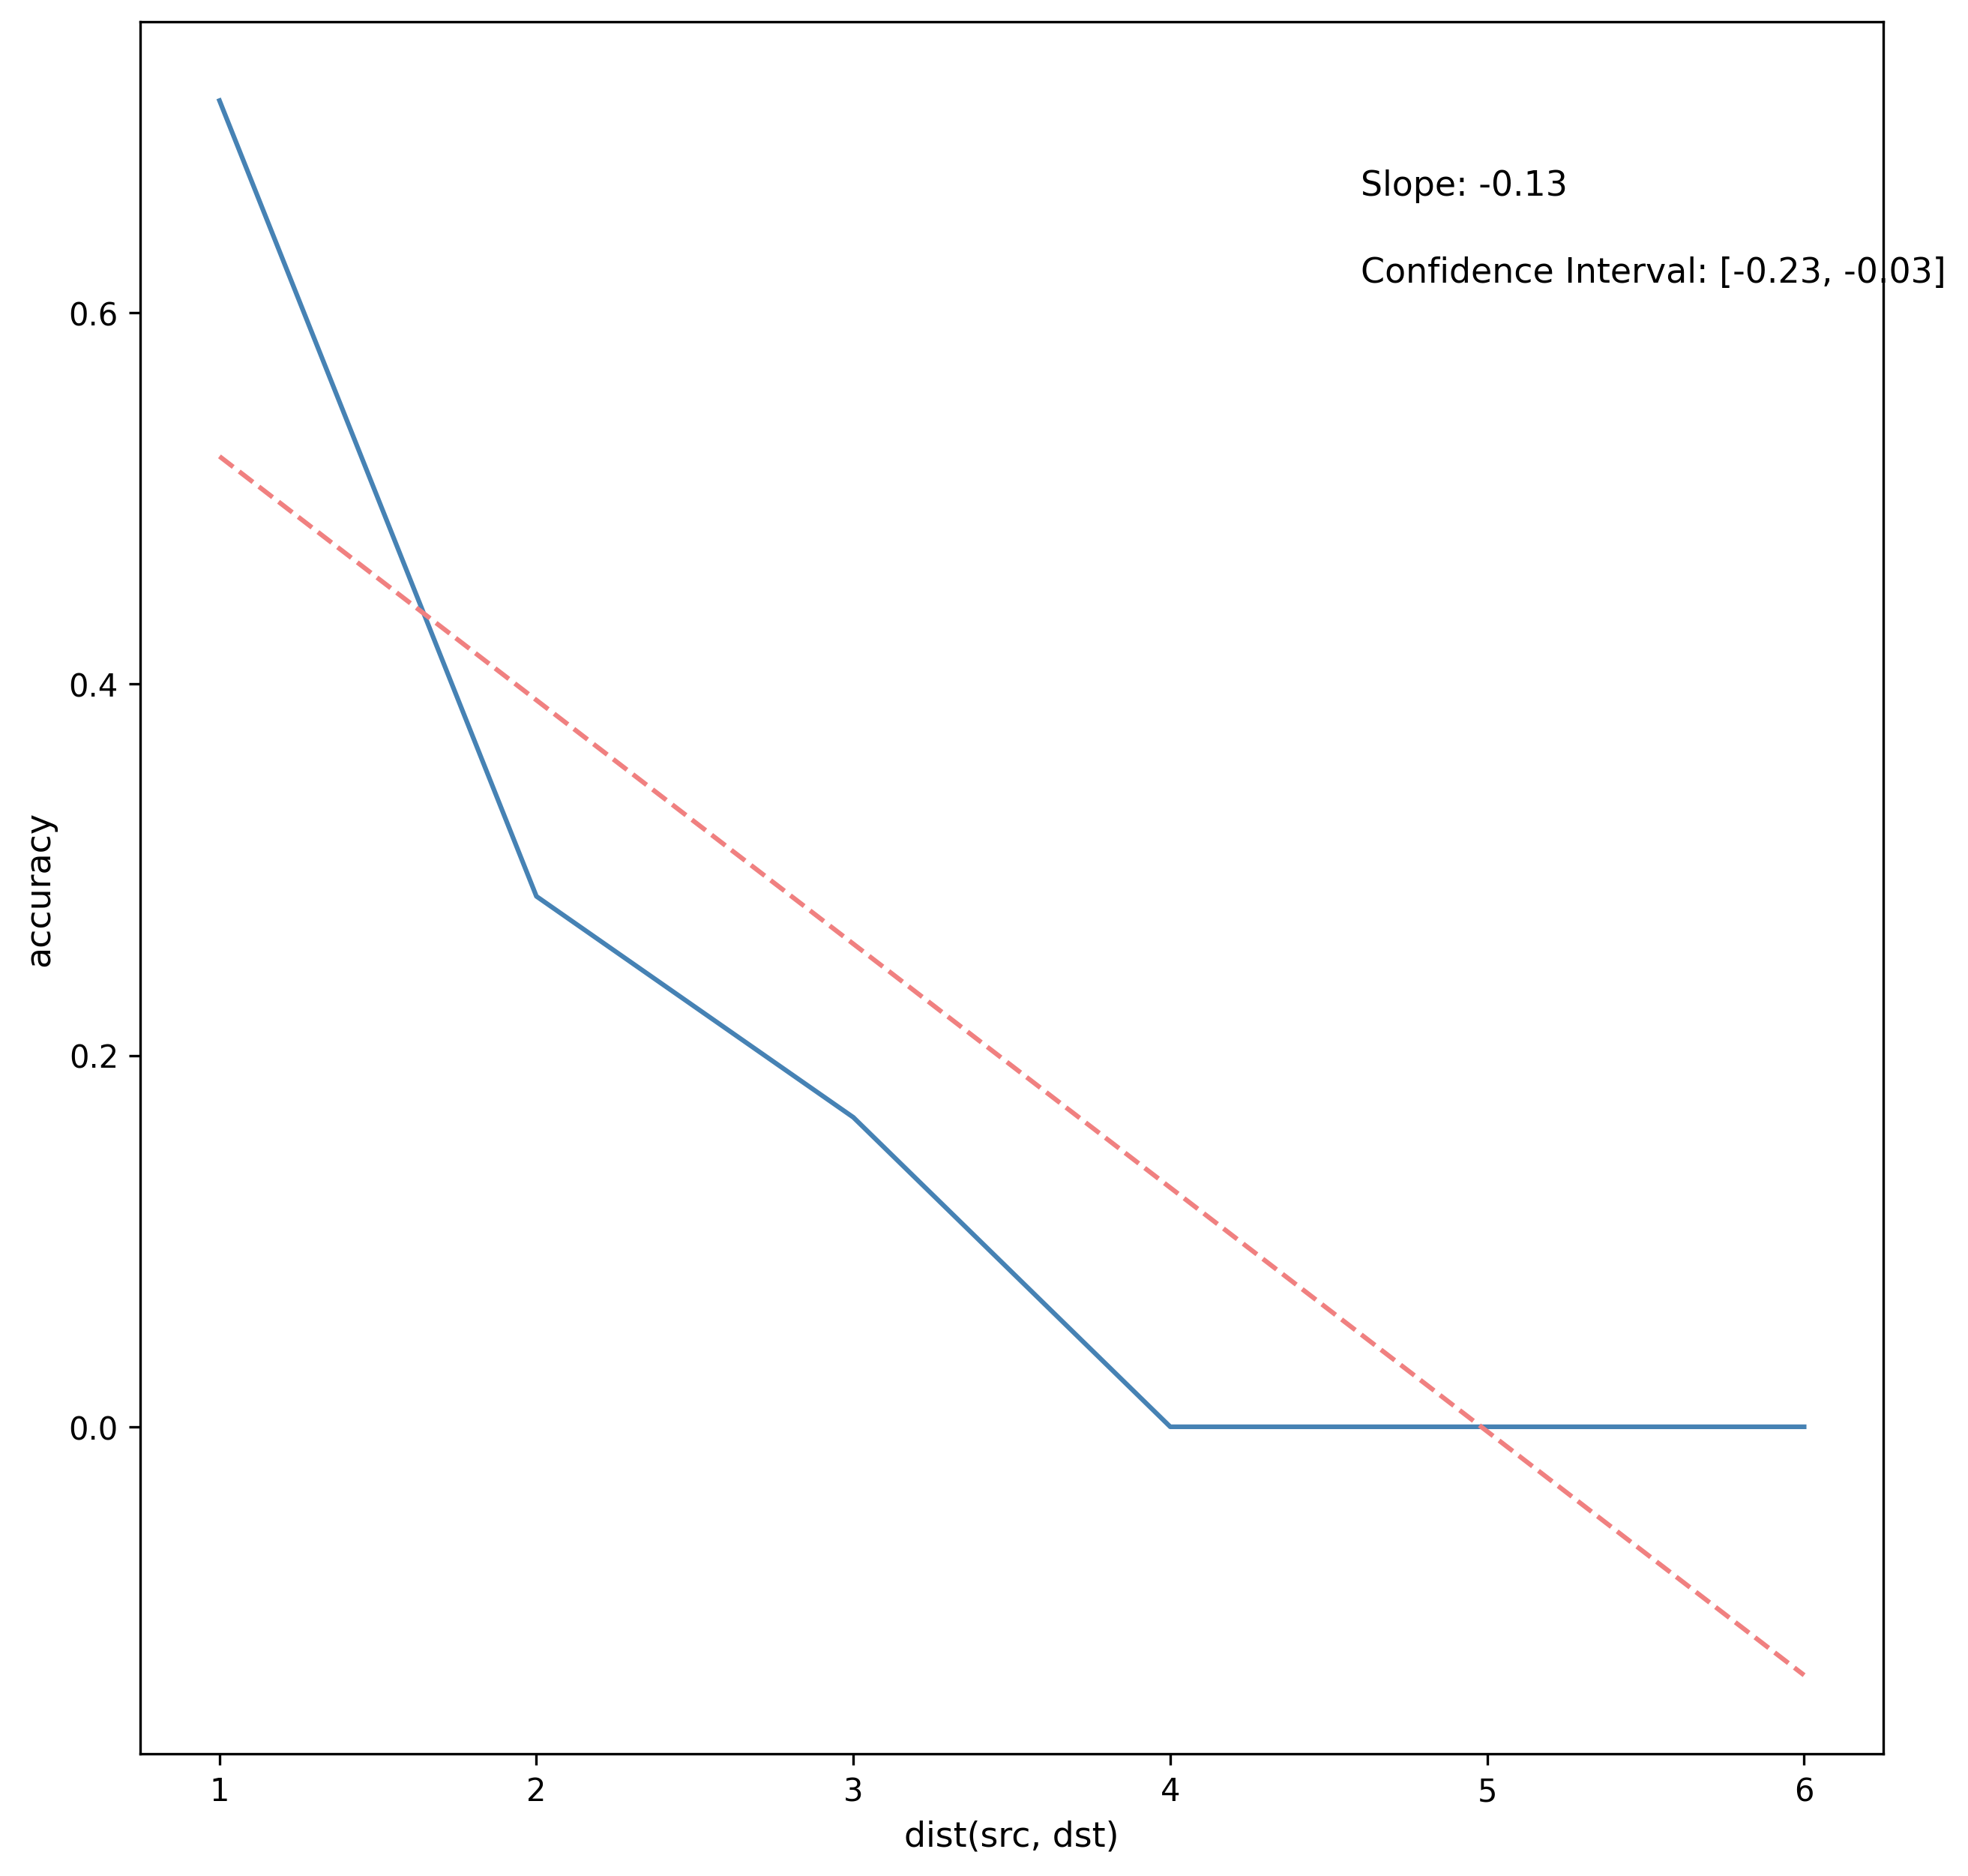 Slope: -0.13
Confidence Interval: [-0.23, -0.03]
0.6
0.4
0.2
0.0
accuracy
1 2 3 4 5 6
dist(src, dst)